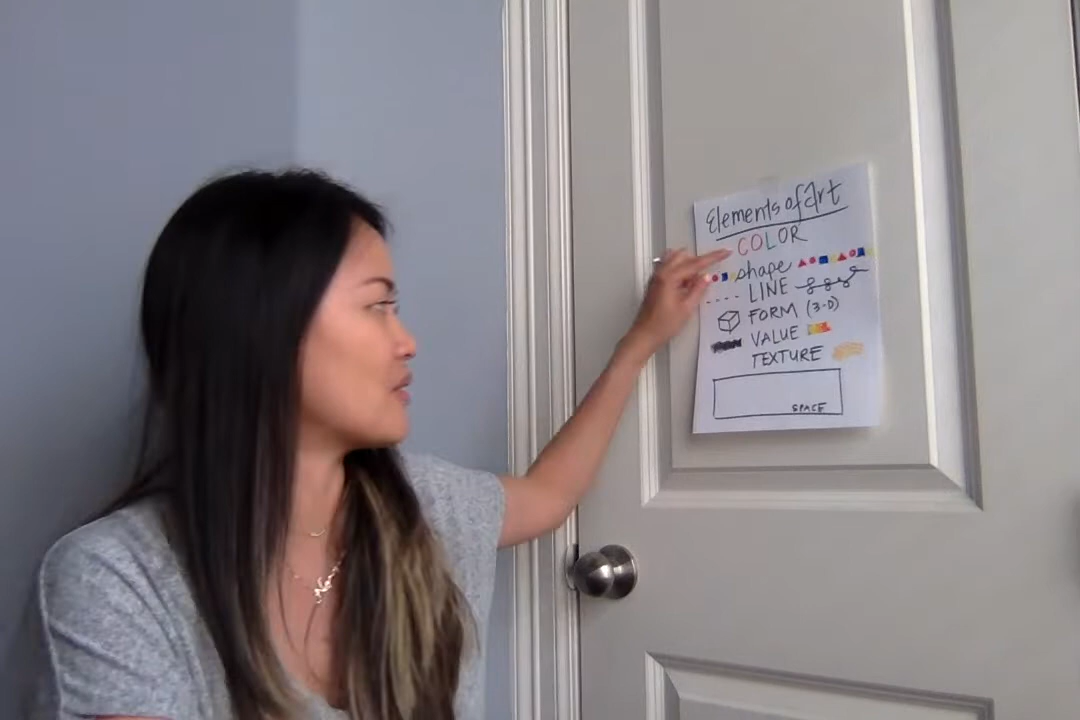 Elements of Art
COLOR
shape
LINE
FORM (3-D)
VALUE
TEXTURE
SPACE